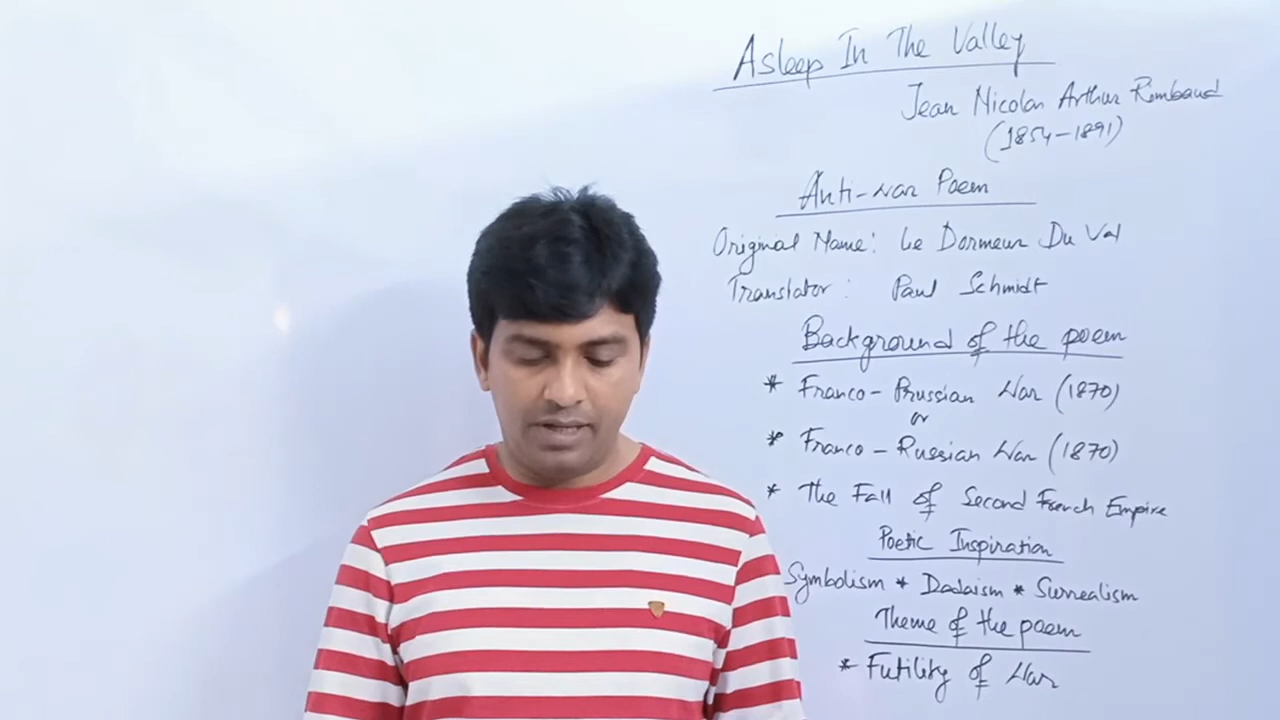 Asleep In The Valley
Jean Nicolas Arthur Rimbaud
(1854-1891)
Anti-war Poem
Original Name: Le Dormeur Du Val
Translator: Paul Schmidt
Background of the poem
* Franco-Prussian War (1870)
or
* Franco-Russian War (1870)
* The Fall of Second French Empire
Poetic Inspiration
Symbolism * Dadaism * Surrealism
Theme of the poem
* Futility of War